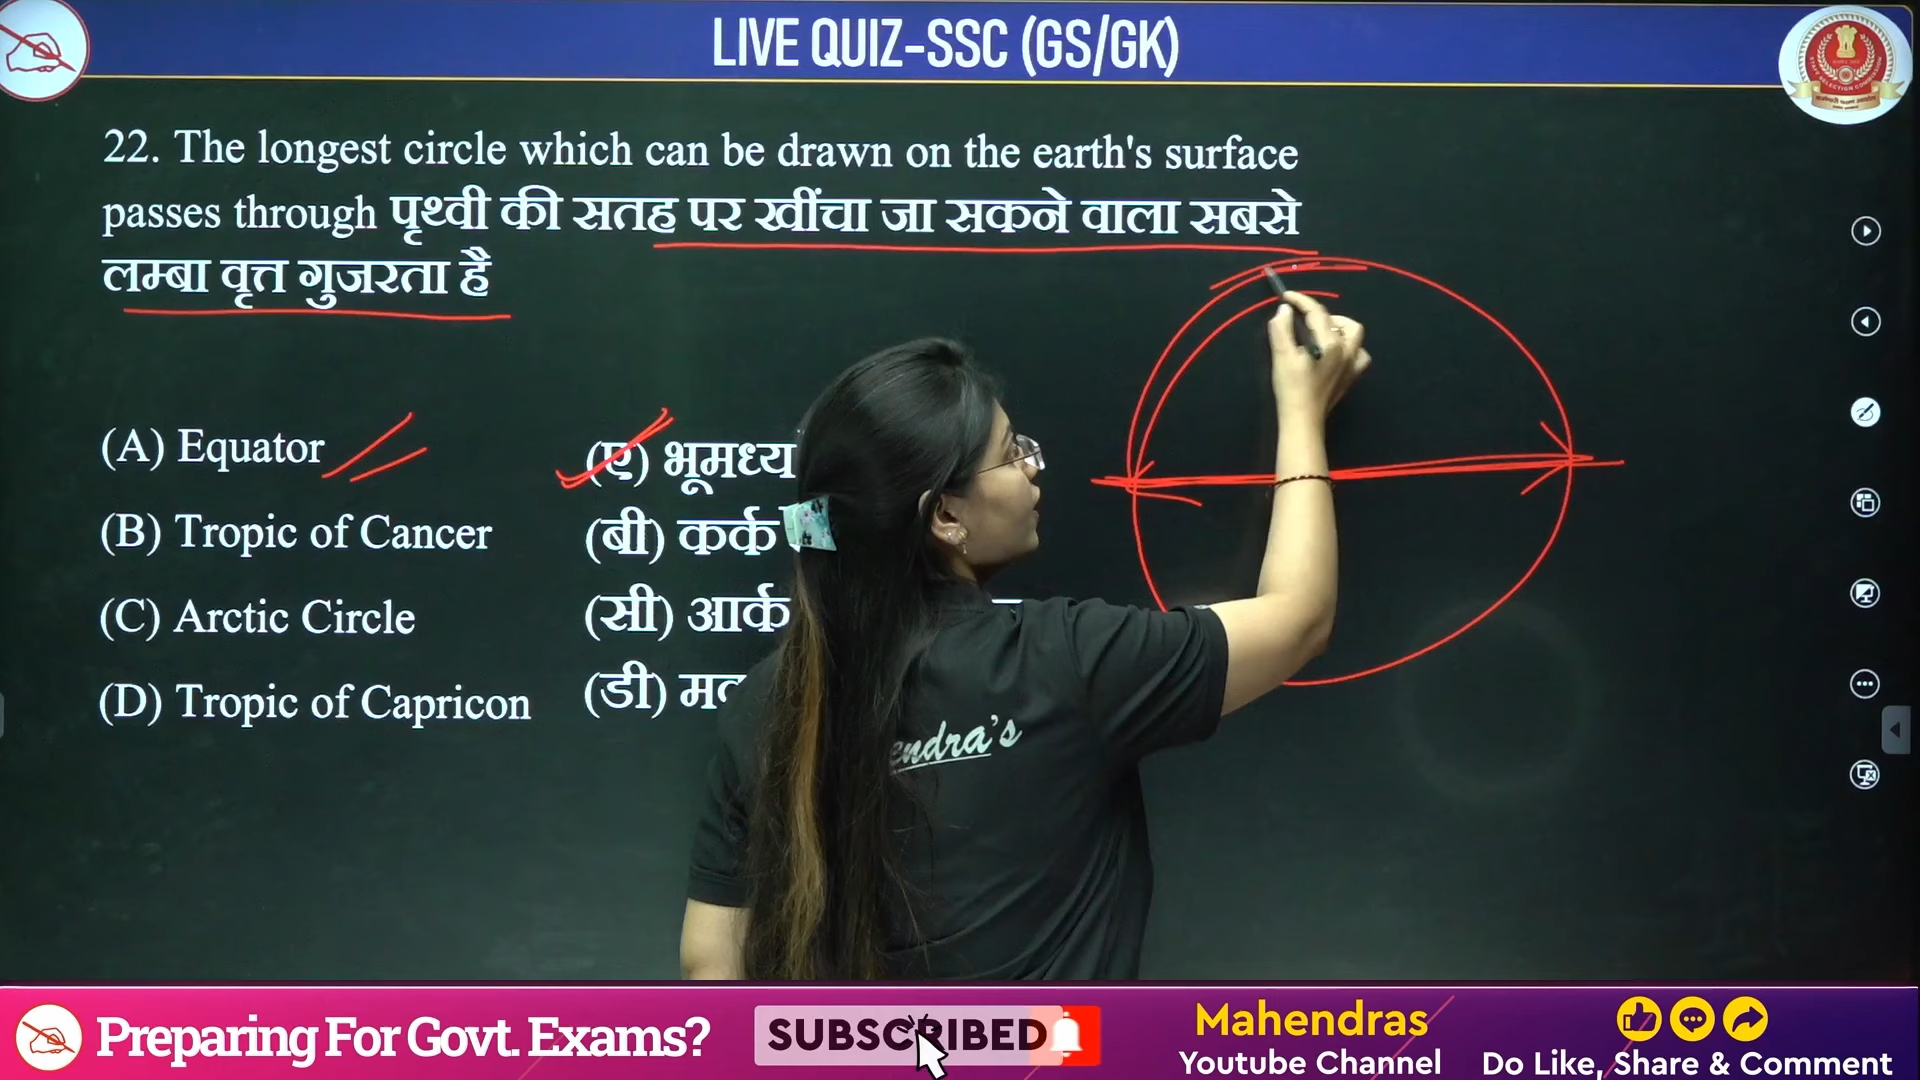 LIVE QUIZ-SSC (GS/GK)
22. The longest circle which can be drawn on the earth's surface
passes through पृथ्वी की सतह पर खींचा जा सकने वाला सबसे
लम्बा वृत्त गुजरता है
(A) Equator (ए) भूमध्य
(B) Tropic of Cancer (बी) कर्क
(C) Arctic Circle (सी) आर्क
(D) Tropic of Capricon (डी)
endra's
Preparing For Govt. Exams?
SUBSCRIBED
Mahendras
Youtube Channel
Do Like, Share & Comment